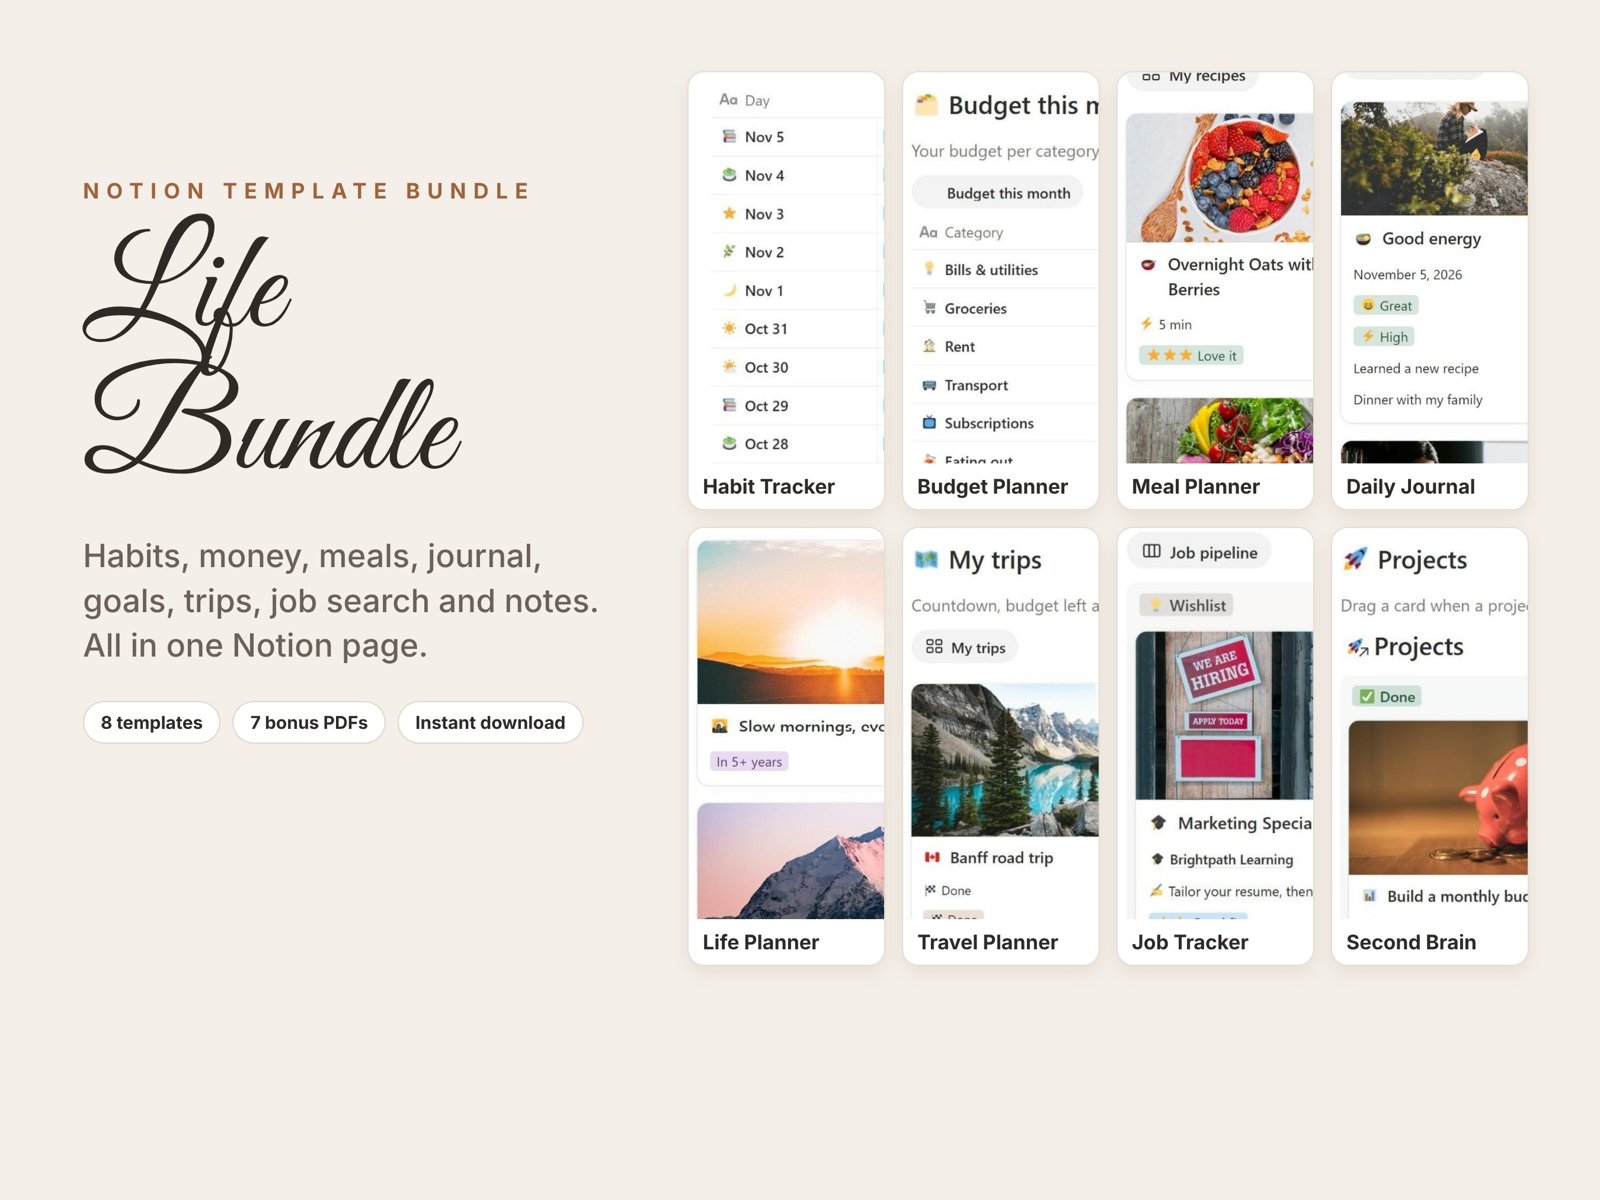 NOTION TEMPLATE BUNDLE
Life
Bundle
Habits, money, meals, journal,
goals, trips, job search and notes.
All in one Notion page.
8 templates
7 bonus PDFs
Instant download
Aa Day
Nov 5
Nov 4
Nov 3
Nov 2
Nov 1
Oct 31
Oct 30
Oct 29
Oct 28
Habit Tracker
Budget this m
Your budget per category
Budget this month
Aa Category
Bills & utilities
Groceries
Rent
Transport
Subscriptions
Eating out
Budget Planner
My recipes
Overnight Oats with
Berries
5 min
Love it
Meal Planner
Good energy
November 5, 2026
Great
High
Learned a new recipe
Dinner with my family
Daily Journal
Slow mornings,
In 5+ years
Life Planner
My trips
Countdown, budget left a
My trips
Banff road trip
Done
Done
Travel Planner
Job pipeline
Wishlist
WE ARE
HIRING
APPLY TODAY
Marketing Specia
Brightpath Learning
Tailor your resume, then
Job Tracker
Projects
Drag a card when a proje
Projects
Done
Build a monthly bud
Second Brain